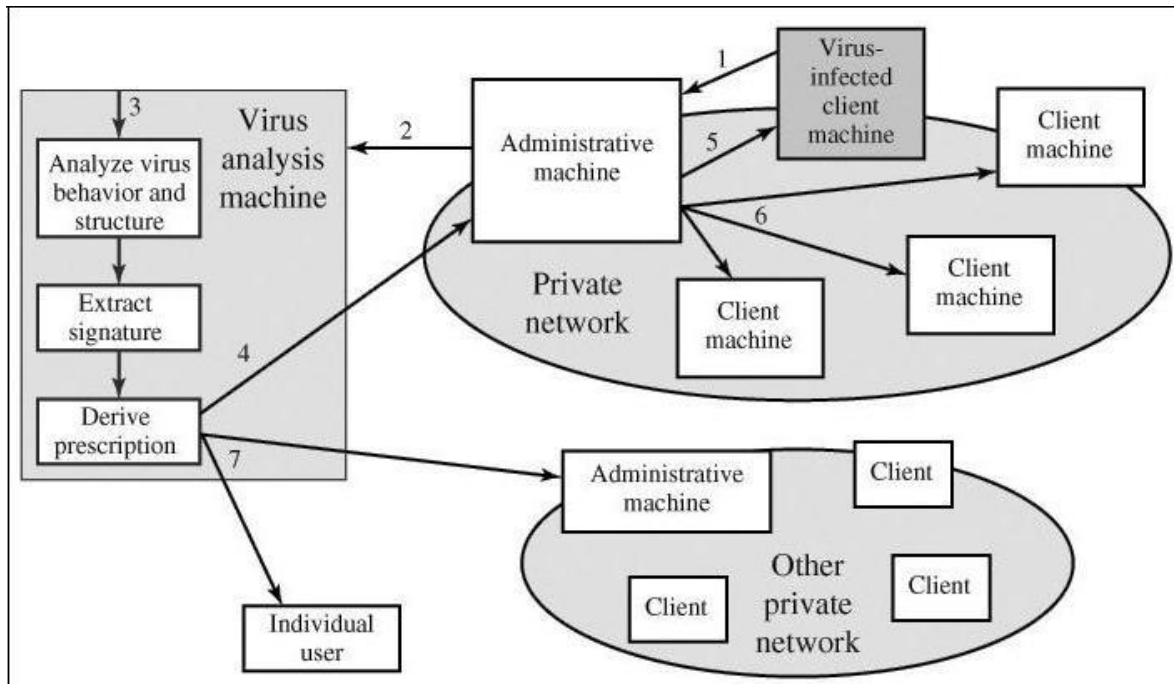 1
Virus-
infected
client
machine
3
Virus
analysis
machine
2
Administrative
machine
5
Client
machine
Analyze virus
behavior and
structure
6
Client
machine
Extract
signature
Private
network
Client
machine
4
Derive
prescription
7
Administrative
machine
Client
Client
Client
Other
private
network
Individual
user